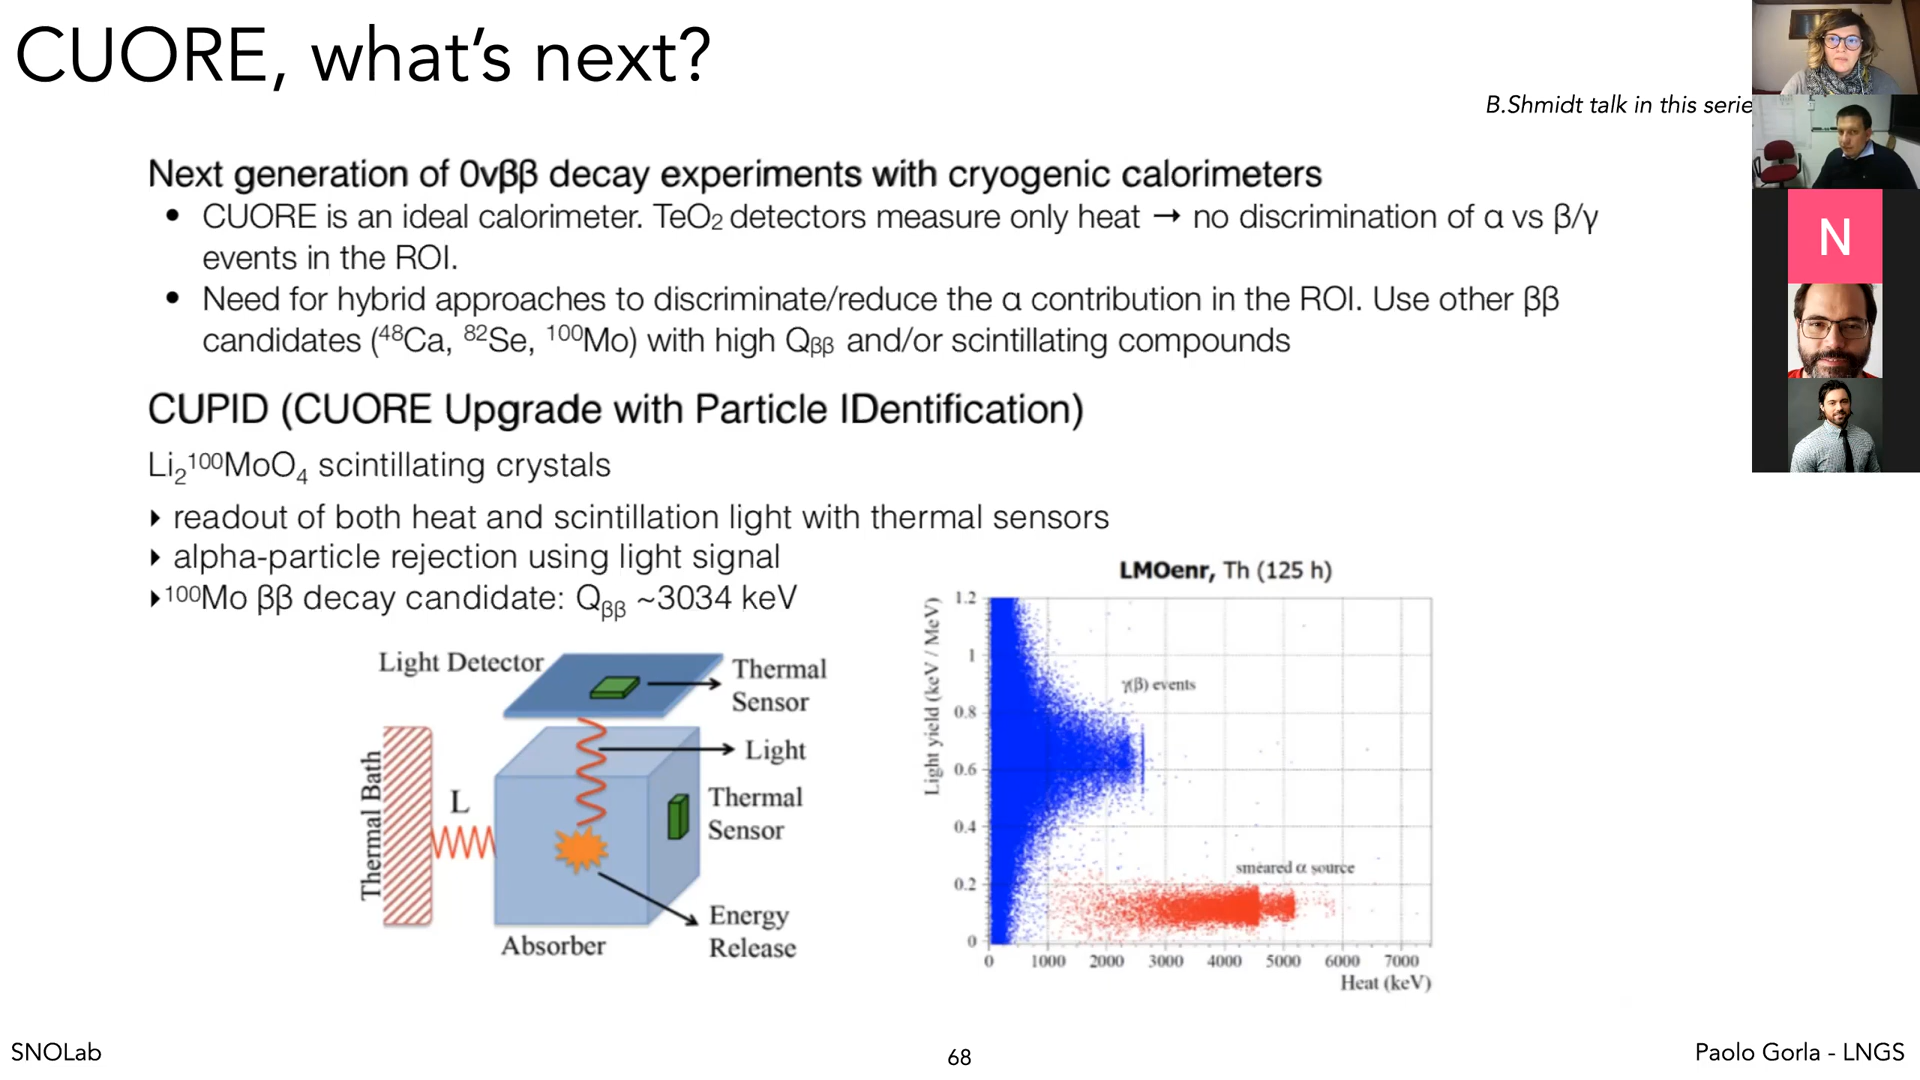 CUORE, what's next?
B.Shmidt talk in this serie
Next generation of 0νββ decay experiments with cryogenic calorimeters
• CUORE is an ideal calorimeter. TeO₂ detectors measure only heat → no discrimination of α vs β/γ
events in the ROI.
• Need for hybrid approaches to discriminate/reduce the α contribution in the ROI. Use other ββ
candidates (⁴⁸Ca, ⁸²Se, ¹⁰⁰Mo) with high Qββ and/or scintillating compounds
CUPID (CUORE Upgrade with Particle IDentification)
Li₂¹⁰⁰MoO₄ scintillating crystals
‣ readout of both heat and scintillation light with thermal sensors
‣ alpha-particle rejection using light signal
‣ ¹⁰⁰Mo ββ decay candidate: Qββ ~3034 keV
Light Detector
Thermal
Sensor
Light
Thermal Bath
L
Thermal
Sensor
Energy
Release
Absorber
LMOenr, Th (125 h)
Light yield (keV / MeV)
1.2
1
0.8
0.6
0.4
0.2
0
γ(β) events
smeared α source
0 1000 2000 3000 4000 5000 6000 7000
Heat (keV)
N
SNOLab
68
Paolo Gorla - LNGS